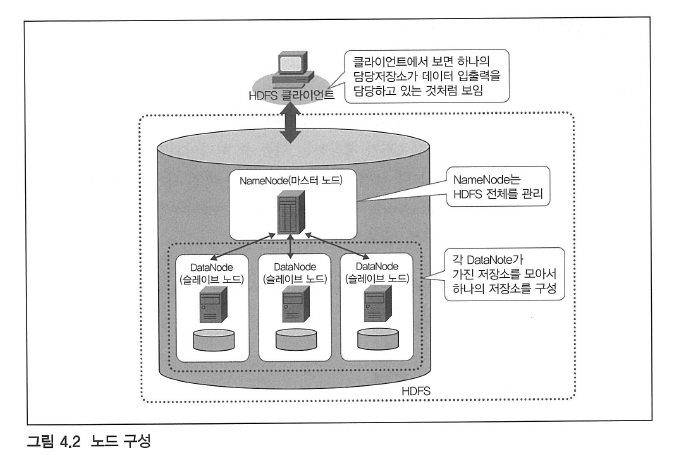 클라이언트에서 보면 하나의
담당저장소가 데이터 입출력을
담당하고 있는 것처럼 보임
HDFS 클라이언트
NameNode(마스터 노드)
NameNode는
HDFS 전체를 관리
DataNode
(슬레이브 노드)
DataNode
(슬레이브 노드)
DataNode
(슬레이브 노드)
각 DataNote가
가진 저장소를 모아서
하나의 저장소를 구성
HDFS
그림 4.2 노드 구성